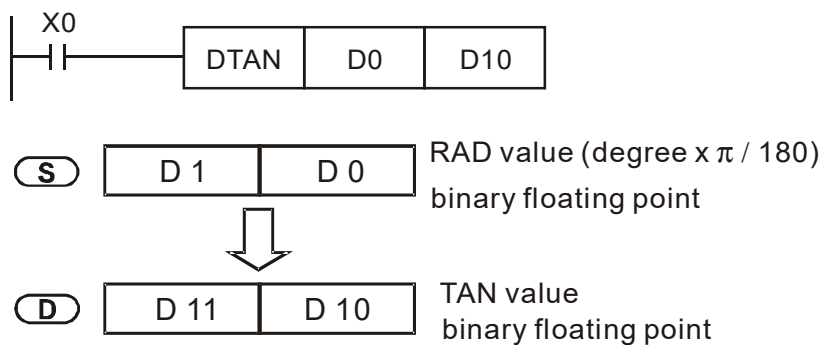 X0
DTAN D0 D10
S D 1 D 0 RAD value (degree x π / 180)
binary floating point
D D 11 D 10 TAN value
binary floating point